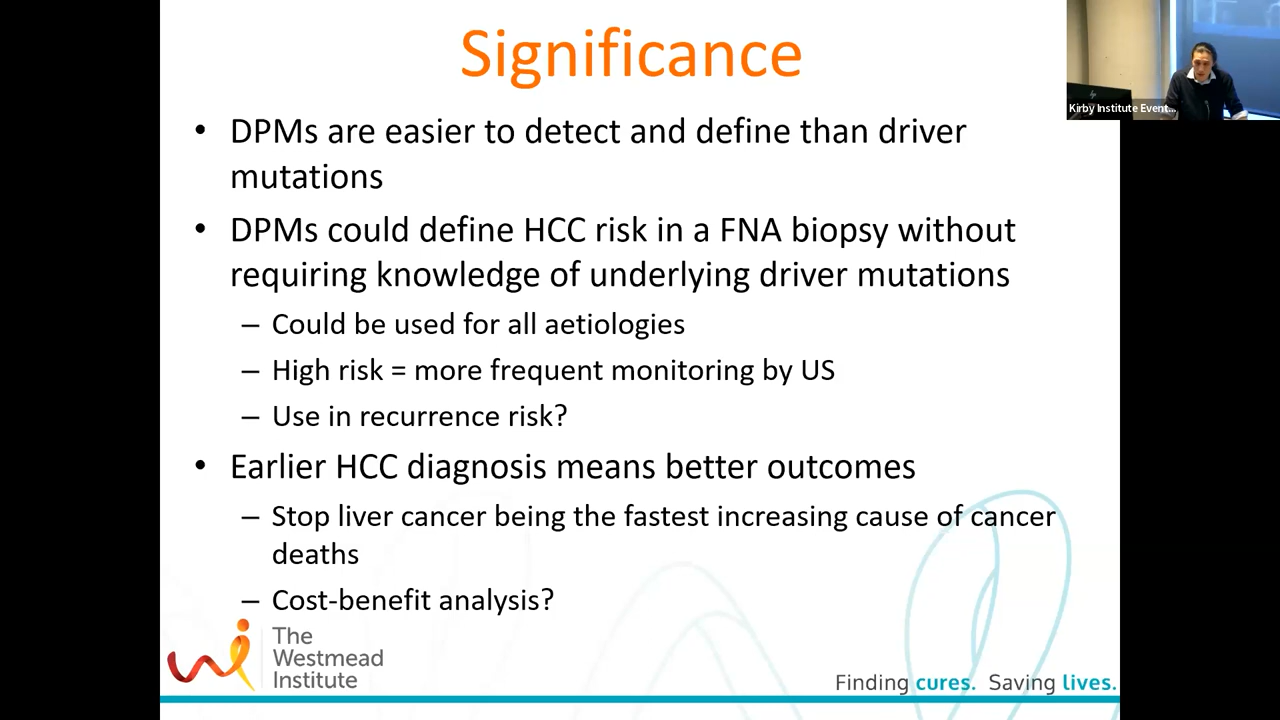 Significance
• DPMs are easier to detect and define than driver
mutations
• DPMs could define HCC risk in a FNA biopsy without
requiring knowledge of underlying driver mutations
– Could be used for all aetiologies
– High risk = more frequent monitoring by US
– Use in recurrence risk?
• Earlier HCC diagnosis means better outcomes
– Stop liver cancer being the fastest increasing cause of cancer
deaths
– Cost-benefit analysis?
The
Westmead
Institute
Finding cures. Saving lives.
Kirby Institute Event...